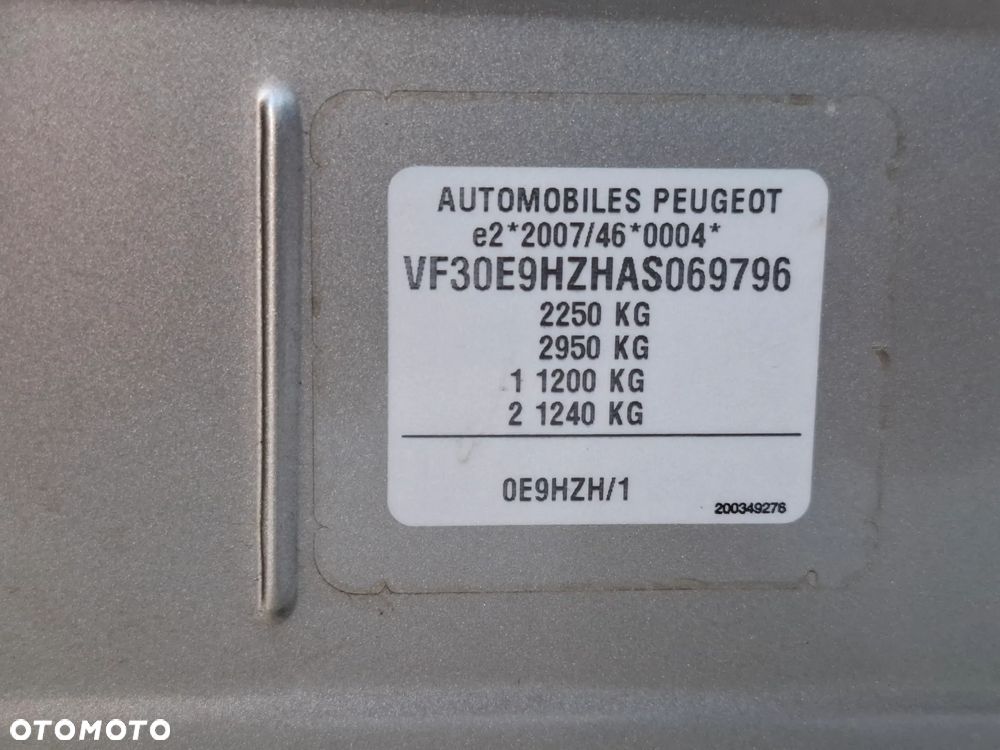 AUTOMOBILES PEUGEOT
e2*2007/46*0004*
VF30E9HZHAS069796
2250 KG
2950 KG
1 1200 KG
2 1240 KG
0E9HZH/1
200349276
OTOMOTO